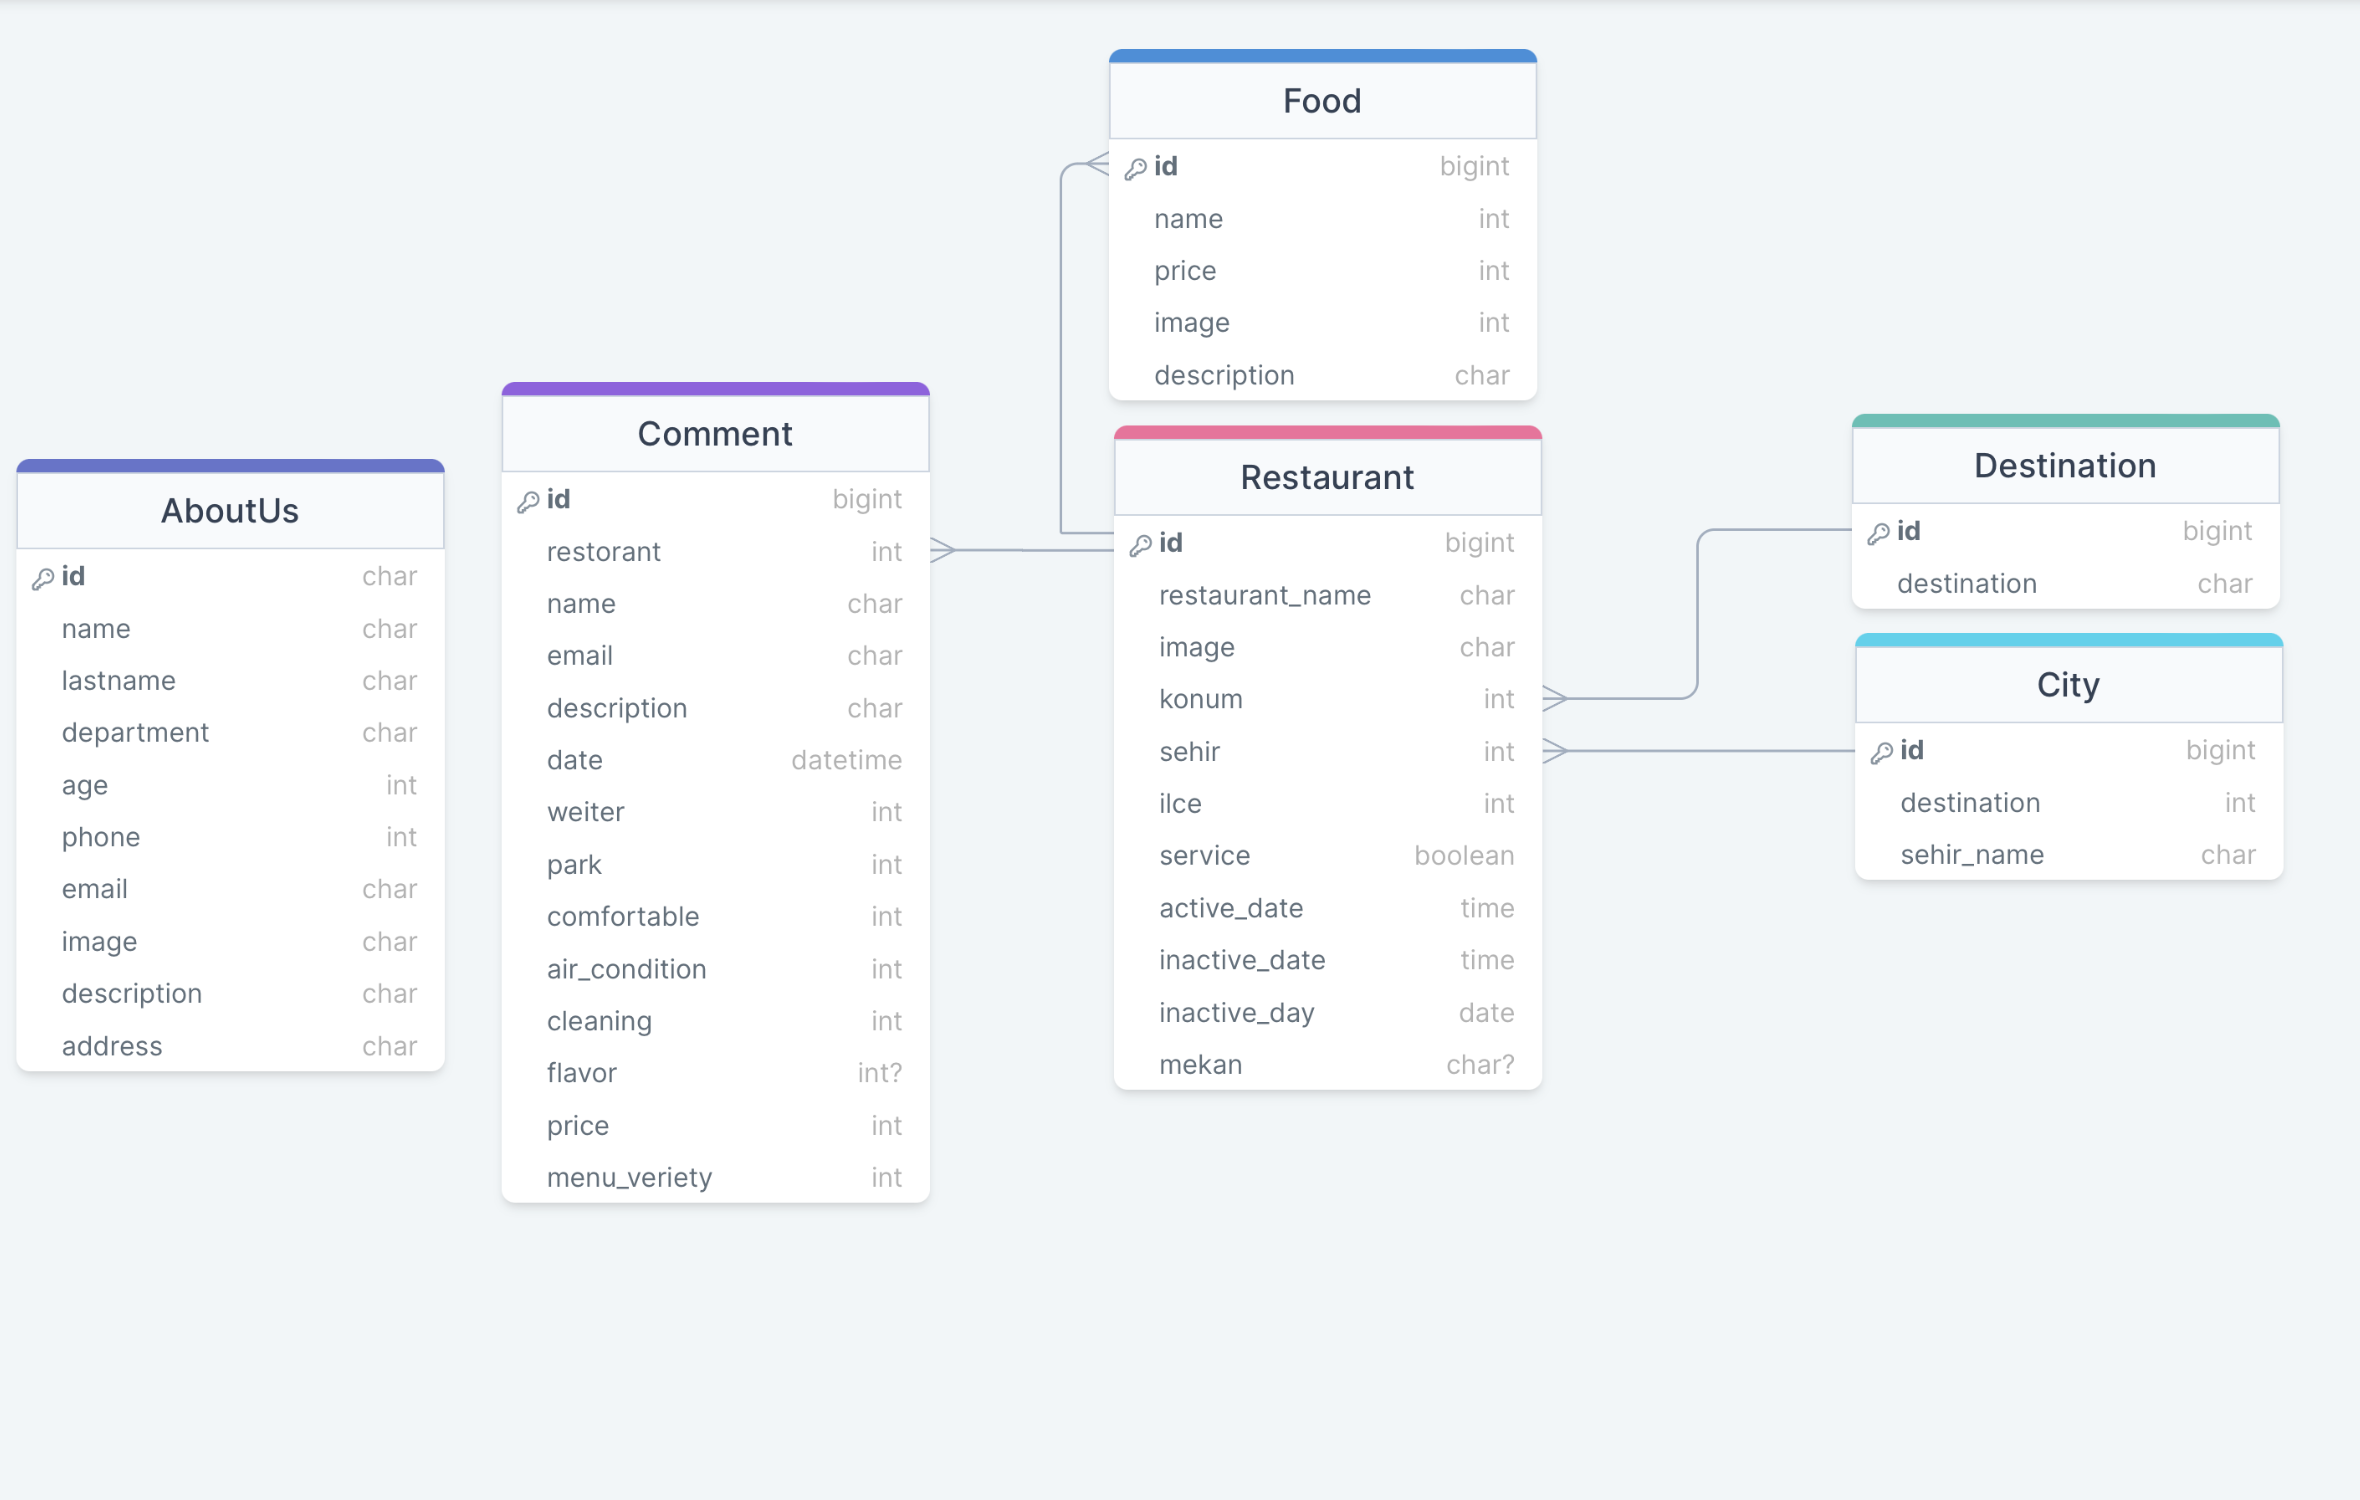 AboutUs
id char
name char
lastname char
department char
age int
phone int
email char
image char
description char
address char
Comment
id bigint
restorant int
name char
email char
description char
date datetime
weiter int
park int
comfortable int
air_condition int
cleaning int
flavor int?
price int
menu_veriety int
Food
id bigint
name int
price int
image int
description char
Restaurant
id bigint
restaurant_name char
image char
konum int
sehir int
ilce int
service boolean
active_date time
inactive_date time
inactive_day date
mekan char?
Destination
id bigint
destination char
City
id bigint
destination int
sehir_name char